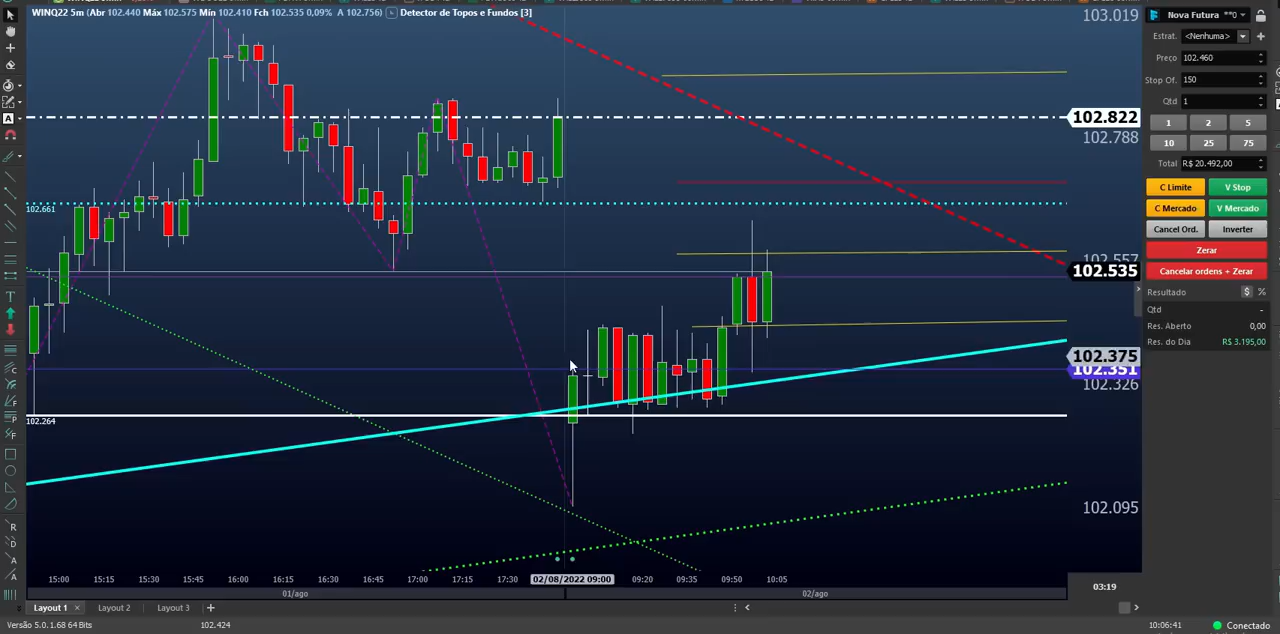 WINQ22 5m (Abr 102.440 Máx 102.575 Mín 102.410 Fch 102.535 0,09% A 102.756) Detector de Topos e Fundos [3]
103.019
102.822
102.788
102.661
102.557
102.535
102.375
102.351
102.326
102.264
102.095
15:00 15:15 15:30 15:45 16:00 16:15 16:30 16:45 17:00 17:15 17:30 02/08/2022 09:00 09:20 09:35 09:50 10:05
03:19
01/ago 02/ago
Layout 1 × Layout 2 Layout 3 +
Versão 5.0.1.68 64 Bits 102.424
Nova Futura **0
Estrat. <Nenhuma>
Preço 102.460
Stop Of. 150
Qtd 1
1 2 5
10 25 75
Total R$ 20.492,00
C Limite V Stop
C Mercado V Mercado
Cancel Ord. Inverter
Zerar
Cancelar ordens + Zerar
Resultado $ %
Qtd -
Res. Aberto 0,00
Res. do Dia R$ 3.195,00
10:06:41
Conectado